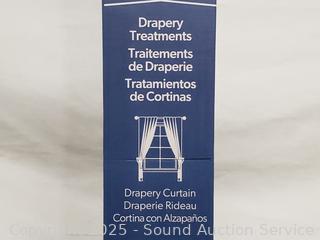 Drapery
Treatments
Traitements
de Draperie
Tratamientos
de Cortinas
Drapery Curtain
Draperie Rideau
Cortina con Alzapaños
Copyright 2025 - Sound Auction Service